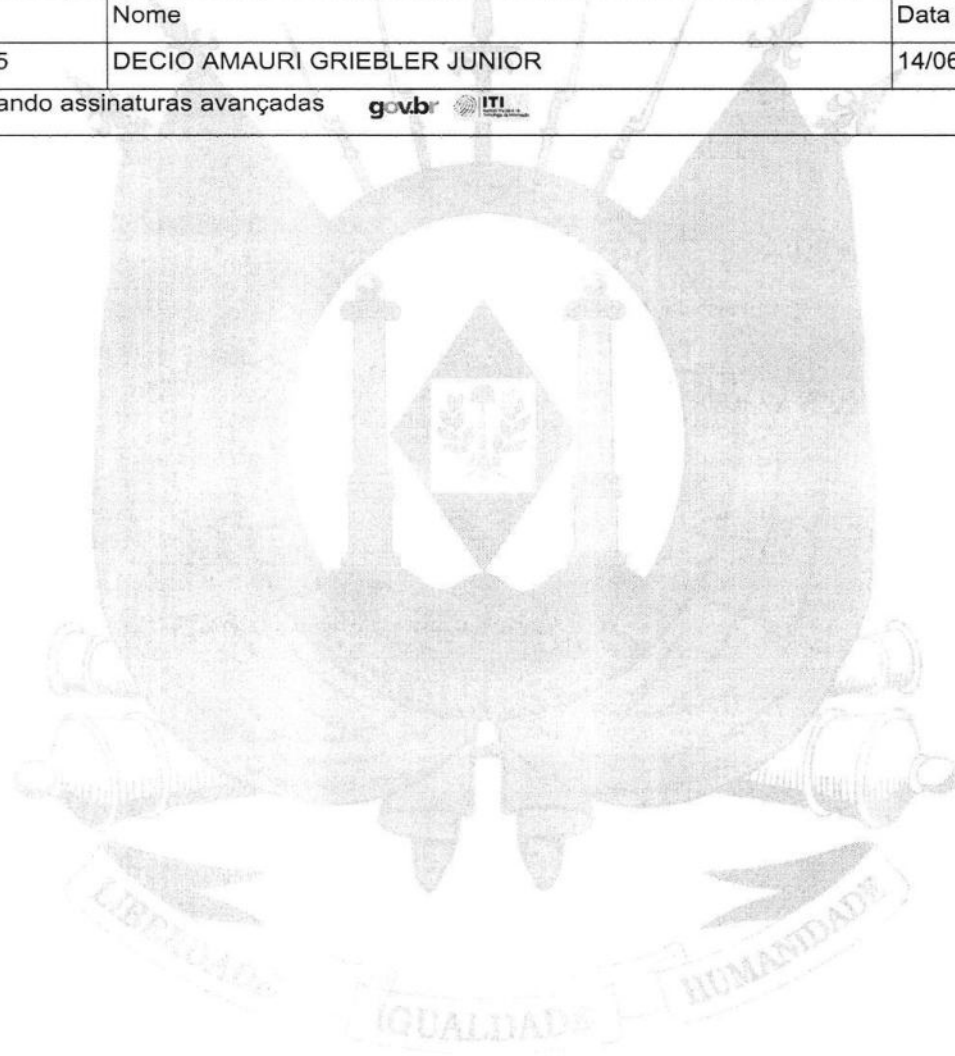 Nome Data
5 DECIO AMAURI GRIEBLER JUNIOR 14/06
ando assinaturas avançadas gov.br ITI
LIBERDADE
IGUALDADE
HUMANIDADE